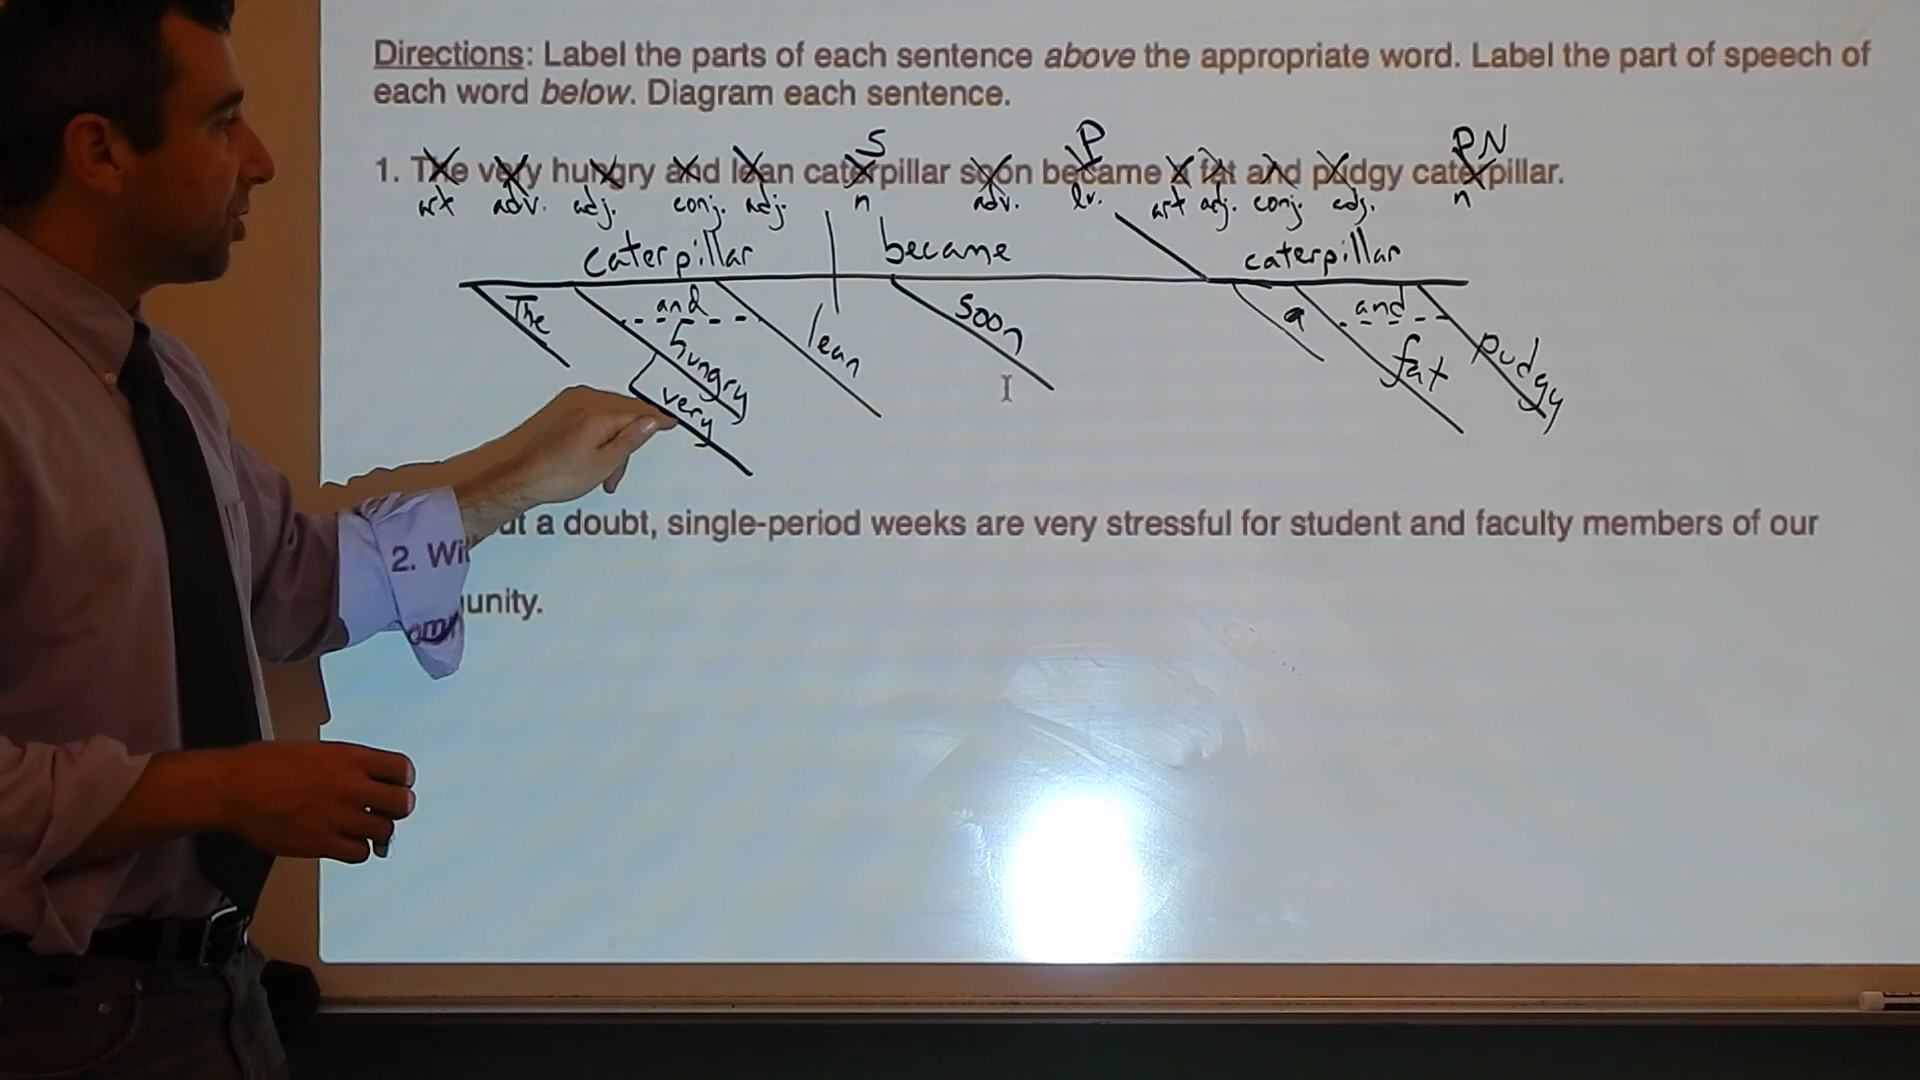 Directions: Label the parts of each sentence above the appropriate word. Label the part of speech of
each word below. Diagram each sentence.
S P PN
1. The very hungry and lean caterpillar soon became a fat and pudgy caterpillar.
art adv. adj. conj. adj. n adv. lv. art adj. conj. adj. n
caterpillar became caterpillar
The and hungry very lean soon a and fat pudgy
2. Wit ut a doubt, single-period weeks are very stressful for student and faculty members of our
om unity.